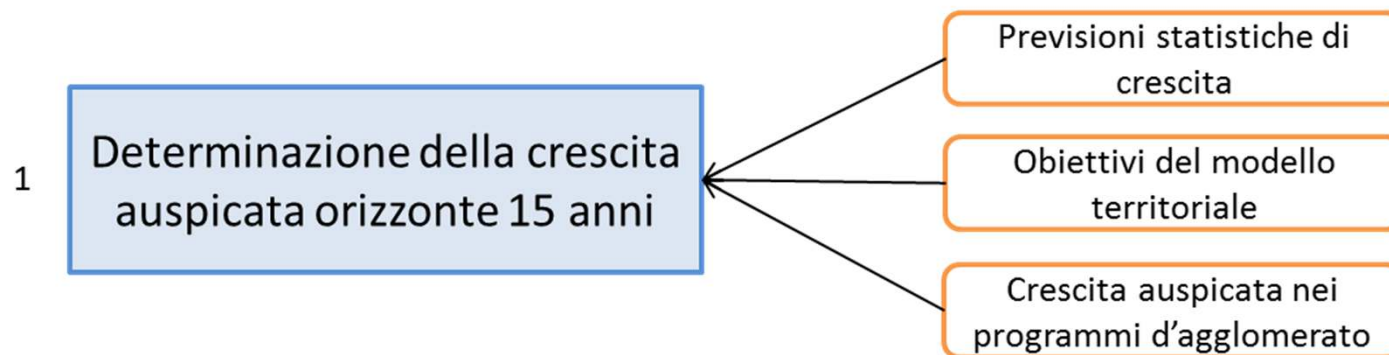 1
Determinazione della crescita
auspicata orizzonte 15 anni
Previsioni statistiche di
crescita
Obiettivi del modello
territoriale
Crescita auspicata nei
programmi d’agglomerato